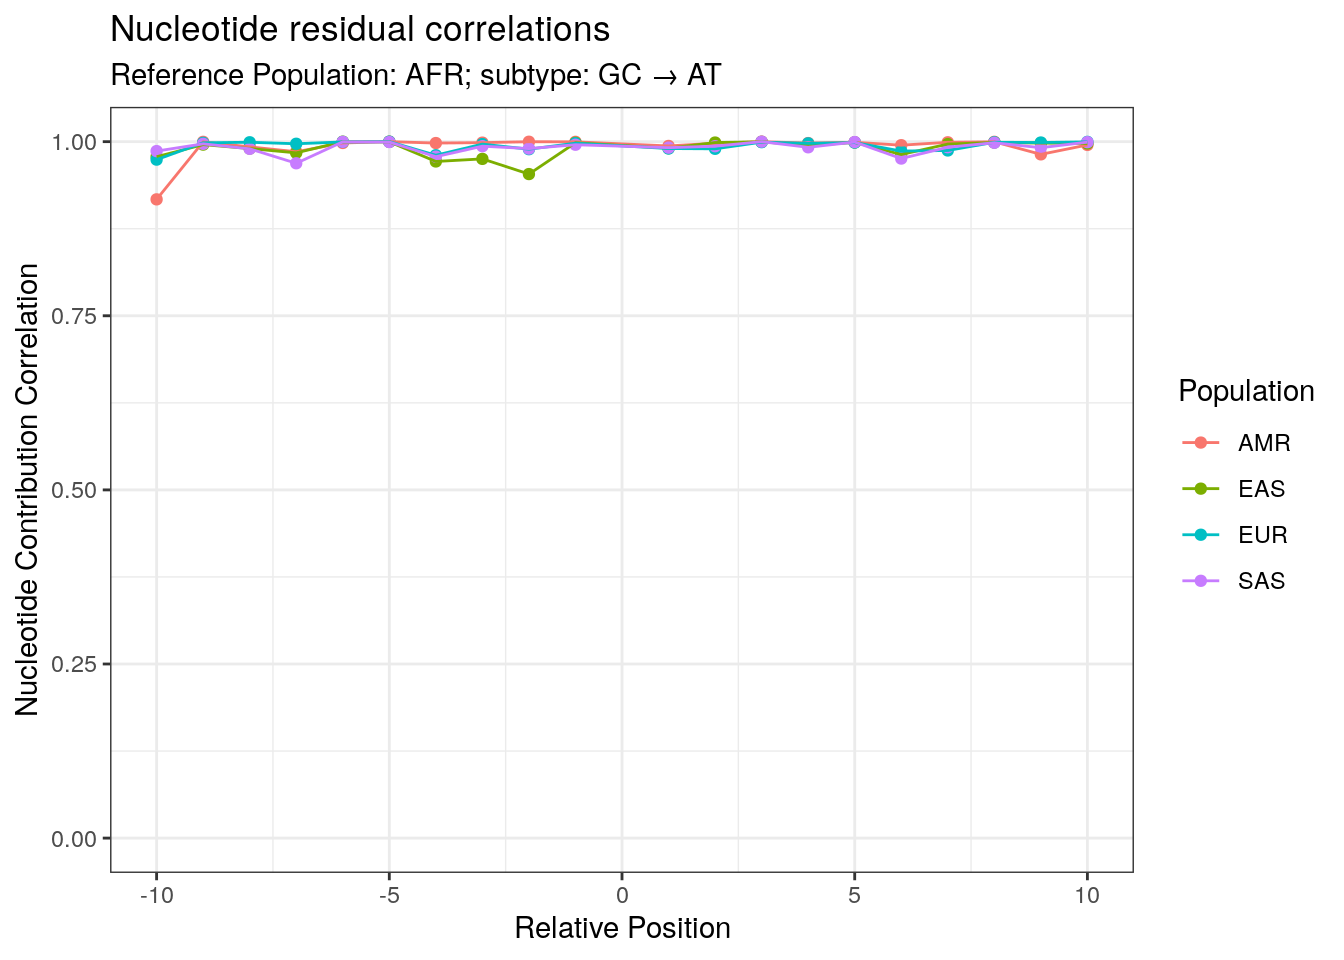 Nucleotide residual correlations
Reference Population: AFR; subtype: GC → AT
Nucleotide Contribution Correlation
1.00
0.75
0.50
0.25
0.00
-10
-5
0
5
10
Relative Position
Population
AMR
EAS
EUR
SAS